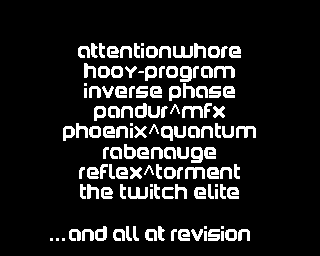 attentionwhore
hooy-program
inverse phase
pandur^mfx
phoenix^quantum
rabenauge
reflex^torment
the twitch elite
...and all at revision